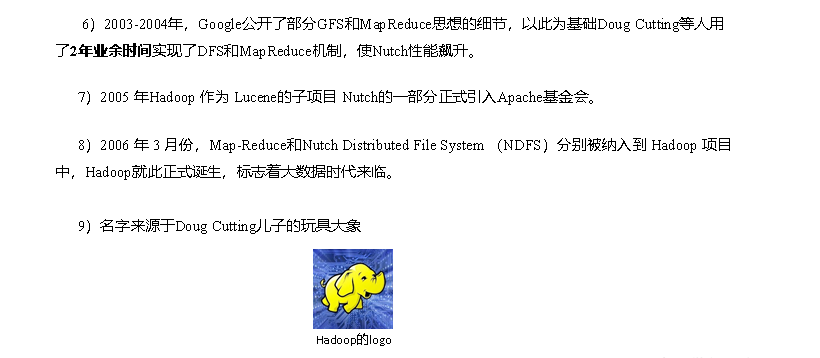 6）2003-2004年，Google公开了部分GFS和MapReduce思想的细节，以此为基础Doug Cutting等人用
了2年业余时间实现了DFS和MapReduce机制，使Nutch性能飙升。
7）2005 年Hadoop 作为 Lucene的子项目 Nutch的一部分正式引入Apache基金会。
8）2006 年 3 月份，Map-Reduce和Nutch Distributed File System （NDFS）分别被纳入到 Hadoop 项目
中，Hadoop就此正式诞生，标志着大数据时代来临。
9）名字来源于Doug Cutting儿子的玩具大象
Hadoop的logo